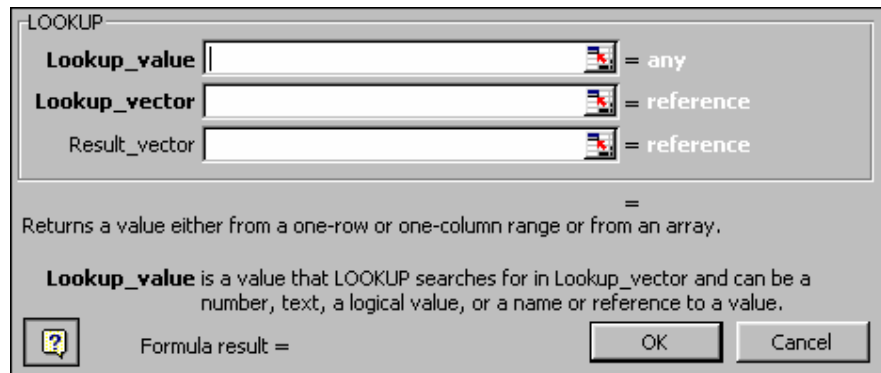 LOOKUP
Lookup_value = any
Lookup_vector = reference
Result_vector = reference
=
Returns a value either from a one-row or one-column range or from an array.
Lookup_value is a value that LOOKUP searches for in Lookup_vector and can be a
number, text, a logical value, or a name or reference to a value.
? Formula result = OK Cancel